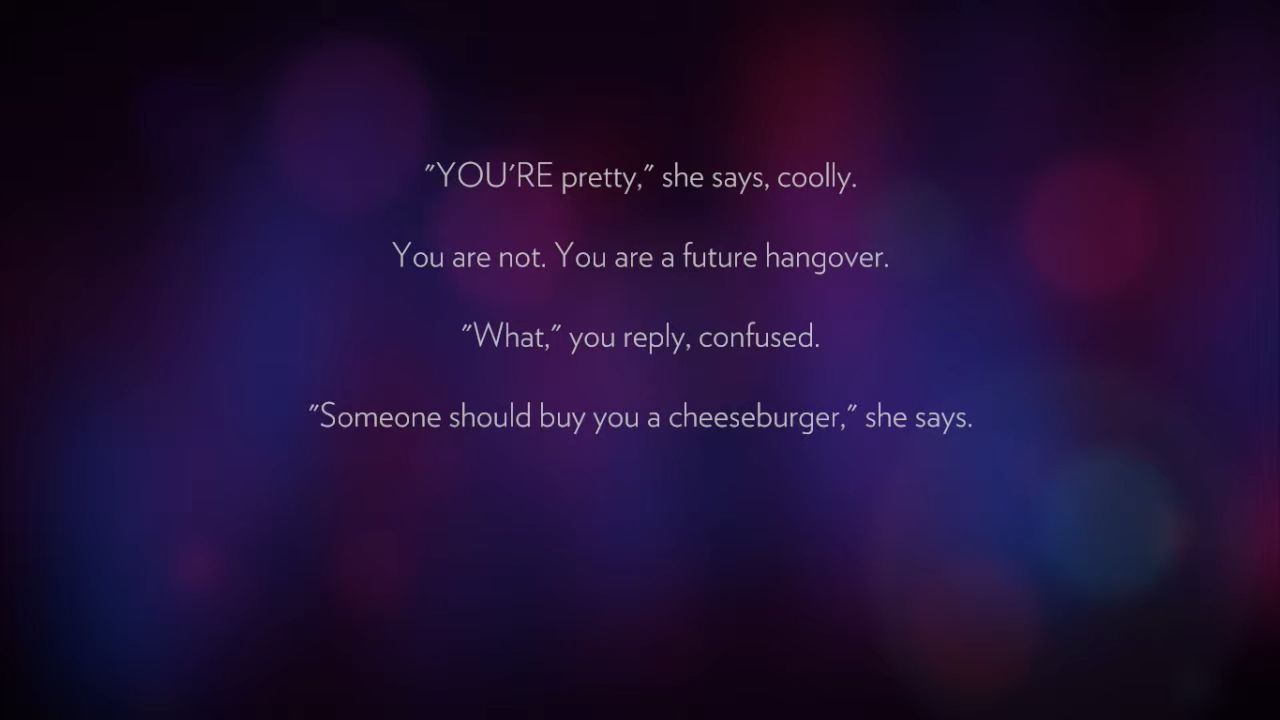 "YOU'RE pretty," she says, coolly.
You are not. You are a future hangover.
"What," you reply, confused.
"Someone should buy you a cheeseburger," she says.